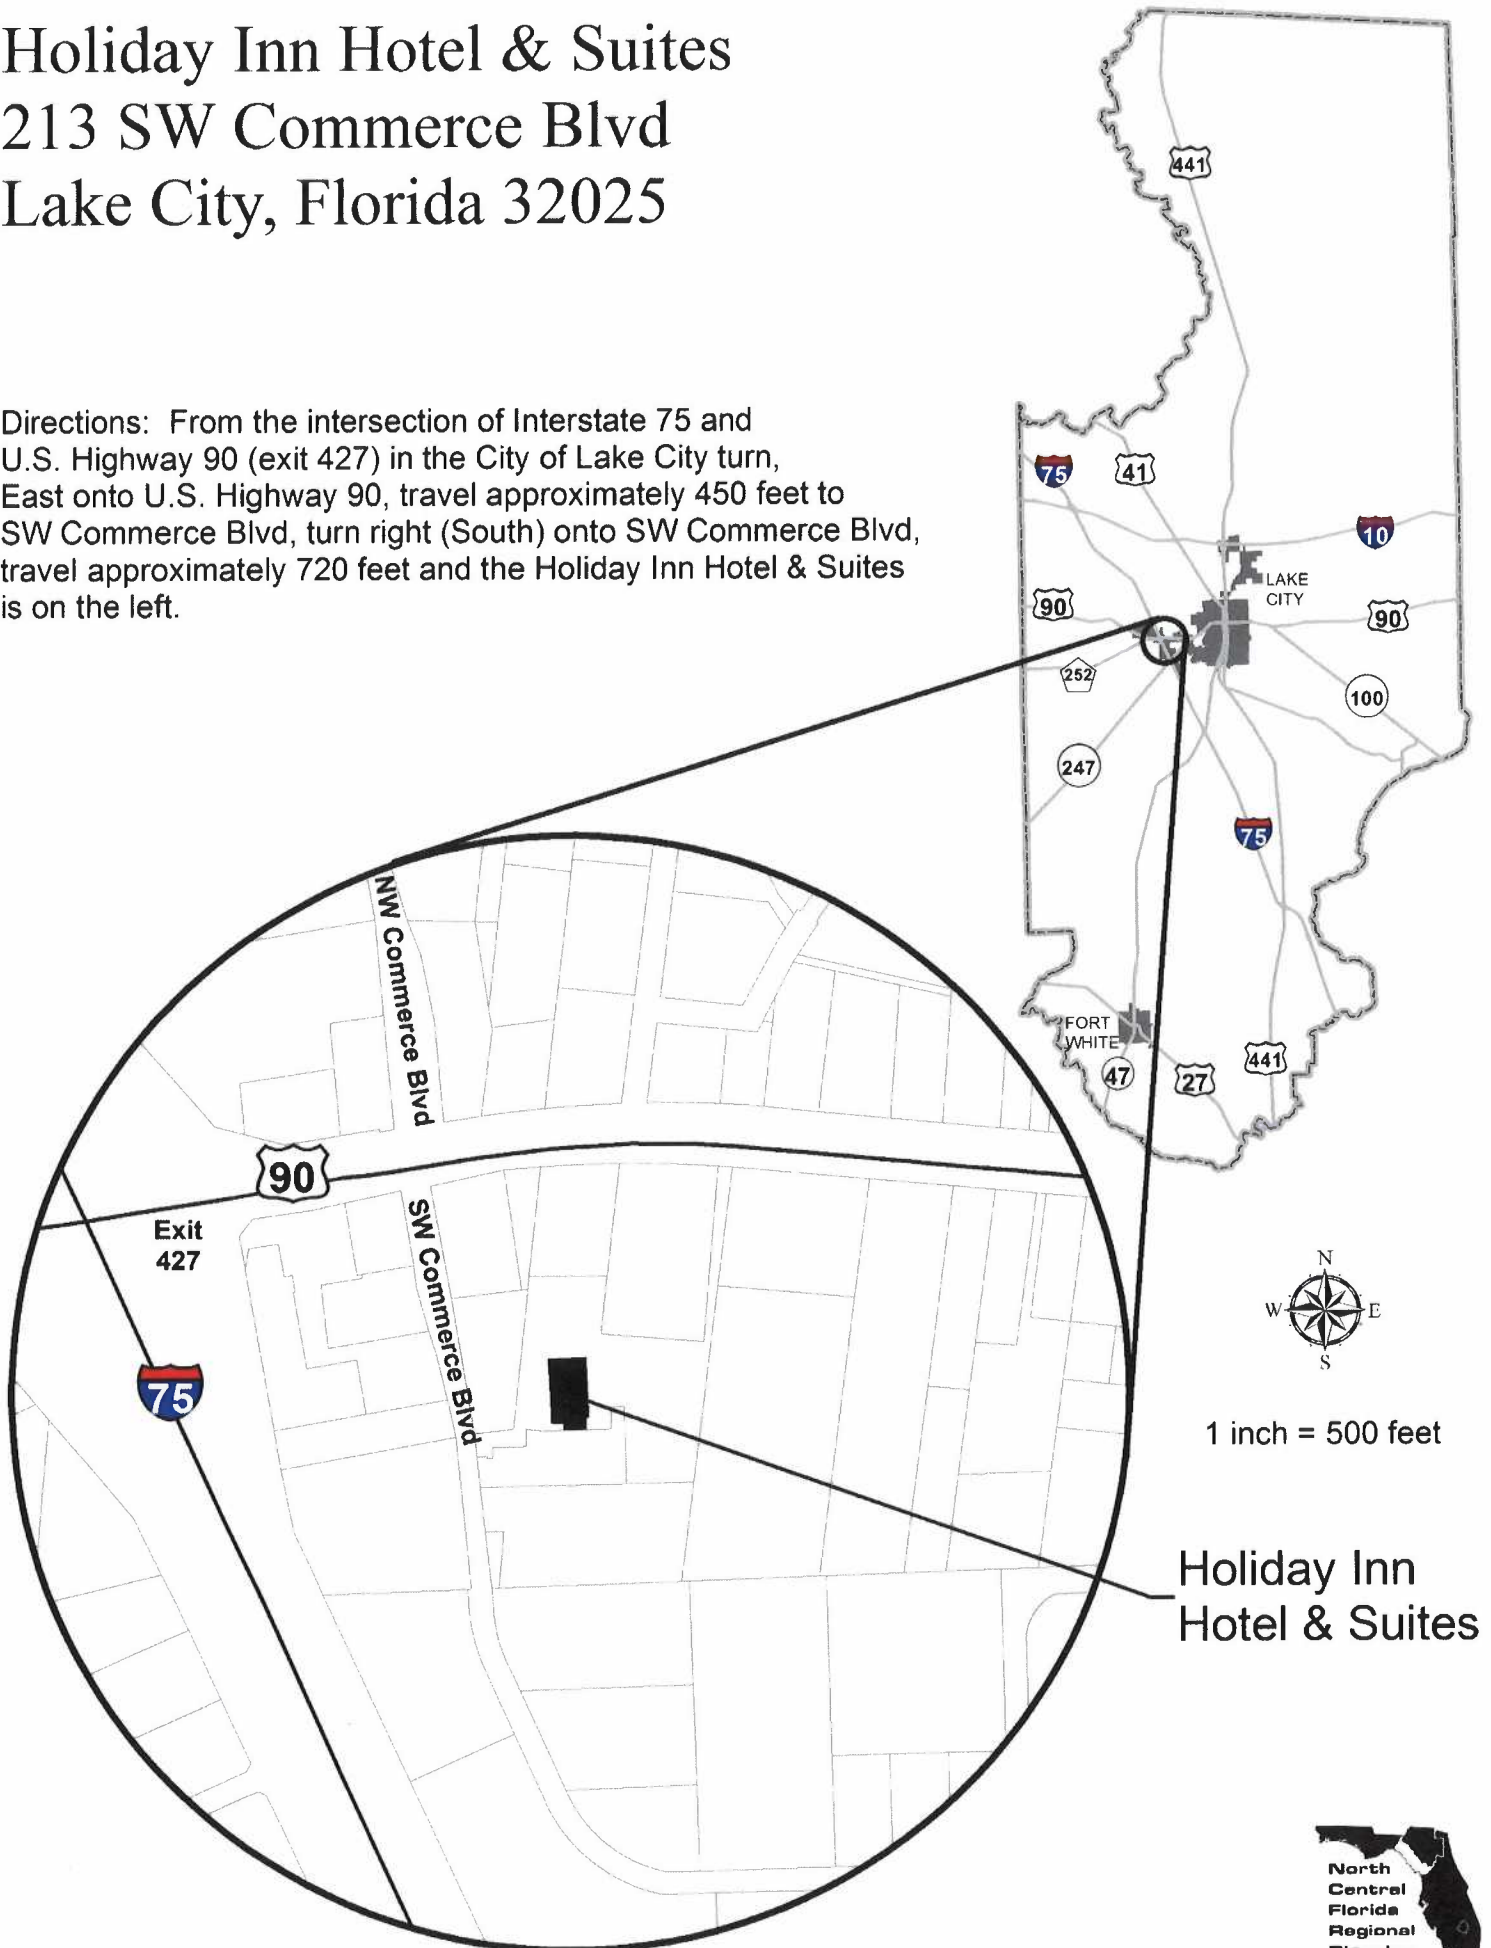 Holiday Inn Hotel & Suites
213 SW Commerce Blvd
Lake City, Florida 32025
Directions: From the intersection of Interstate 75 and
U.S. Highway 90 (exit 427) in the City of Lake City turn,
East onto U.S. Highway 90, travel approximately 450 feet to
SW Commerce Blvd, turn right (South) onto SW Commerce Blvd,
travel approximately 720 feet and the Holiday Inn Hotel & Suites
is on the left.
441
75
41
10
LAKE
CITY
90
90
252
100
247
75
FORT
WHITE
47
27
441
NW Commerce Blvd
90
Exit
427
SW Commerce Blvd
75
N
W
E
S
1 inch = 500 feet
Holiday Inn
Hotel & Suites
North
Central
Florida
Regional